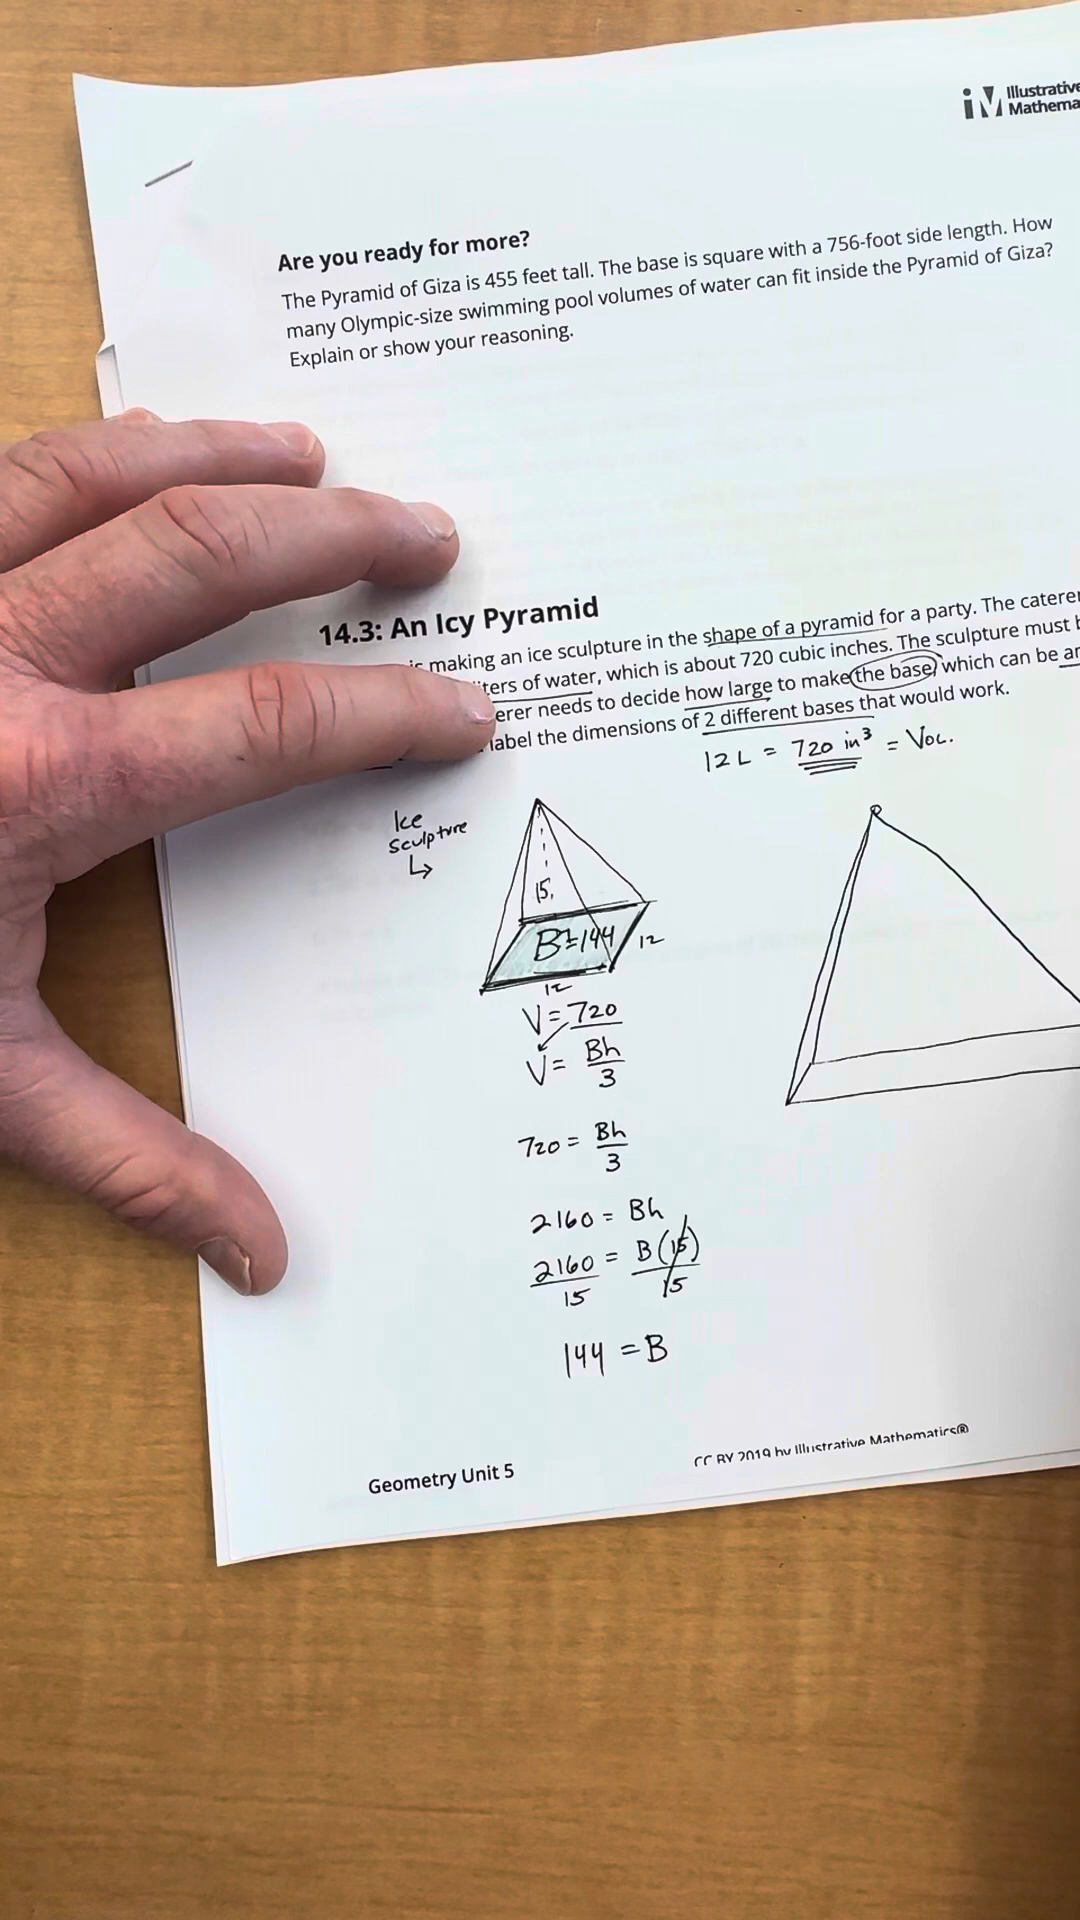 Illustrative
Mathema
Are you ready for more?
The Pyramid of Giza is 455 feet tall. The base is square with a 756-foot side length. How
many Olympic-size swimming pool volumes of water can fit inside the Pyramid of Giza?
Explain or show your reasoning.
14.3: An Icy Pyramid
making an ice sculpture in the shape of a pyramid for a party. The caterer
of water, which is about 720 cubic inches. The sculpture must
needs to decide how large to make the base, which can be
label the dimensions of 2 different bases that would work.
12 L = 720 in³ = VOL.
Ice
Sculpture
15.
B=144
12
12
V = 720
V = Bh
3
720 = Bh
3
2160 = Bh
2160 = B(15)
15 15
144 = B
Geometry Unit 5
CC BY 2019 by Illustrative Mathematics®